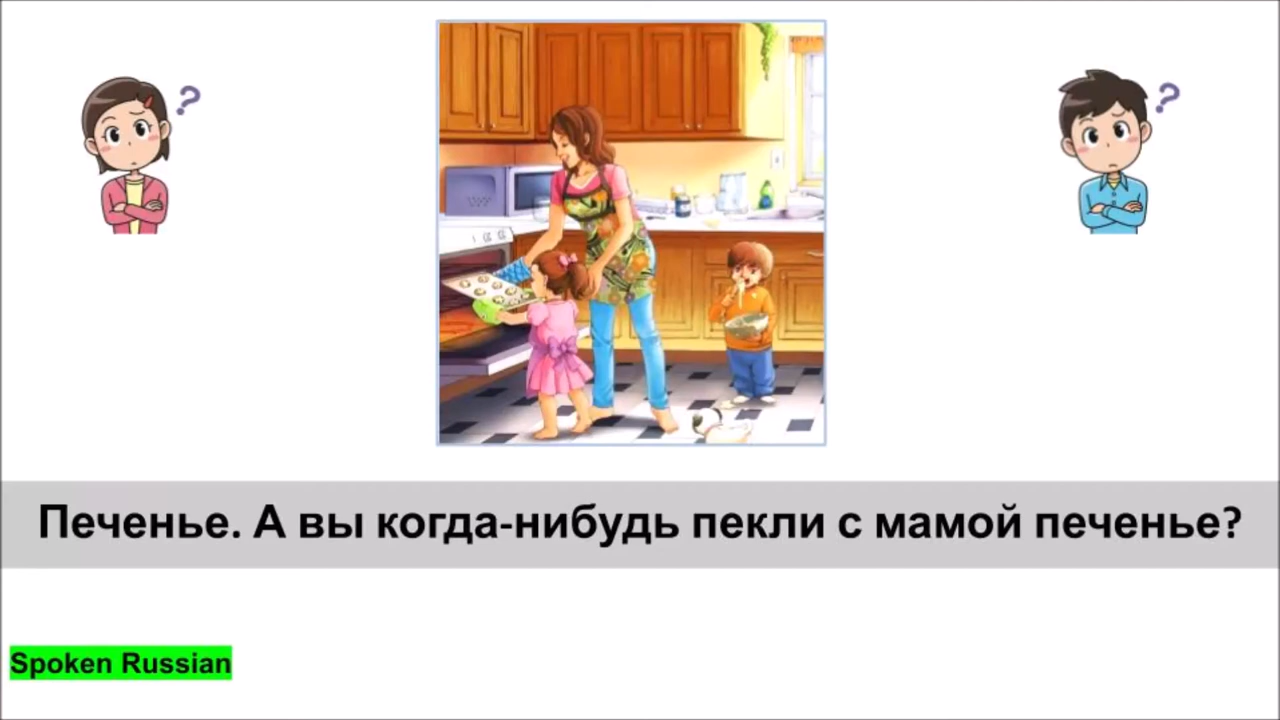 Печенье. А вы когда-нибудь пекли с мамой печенье?
Spoken Russian